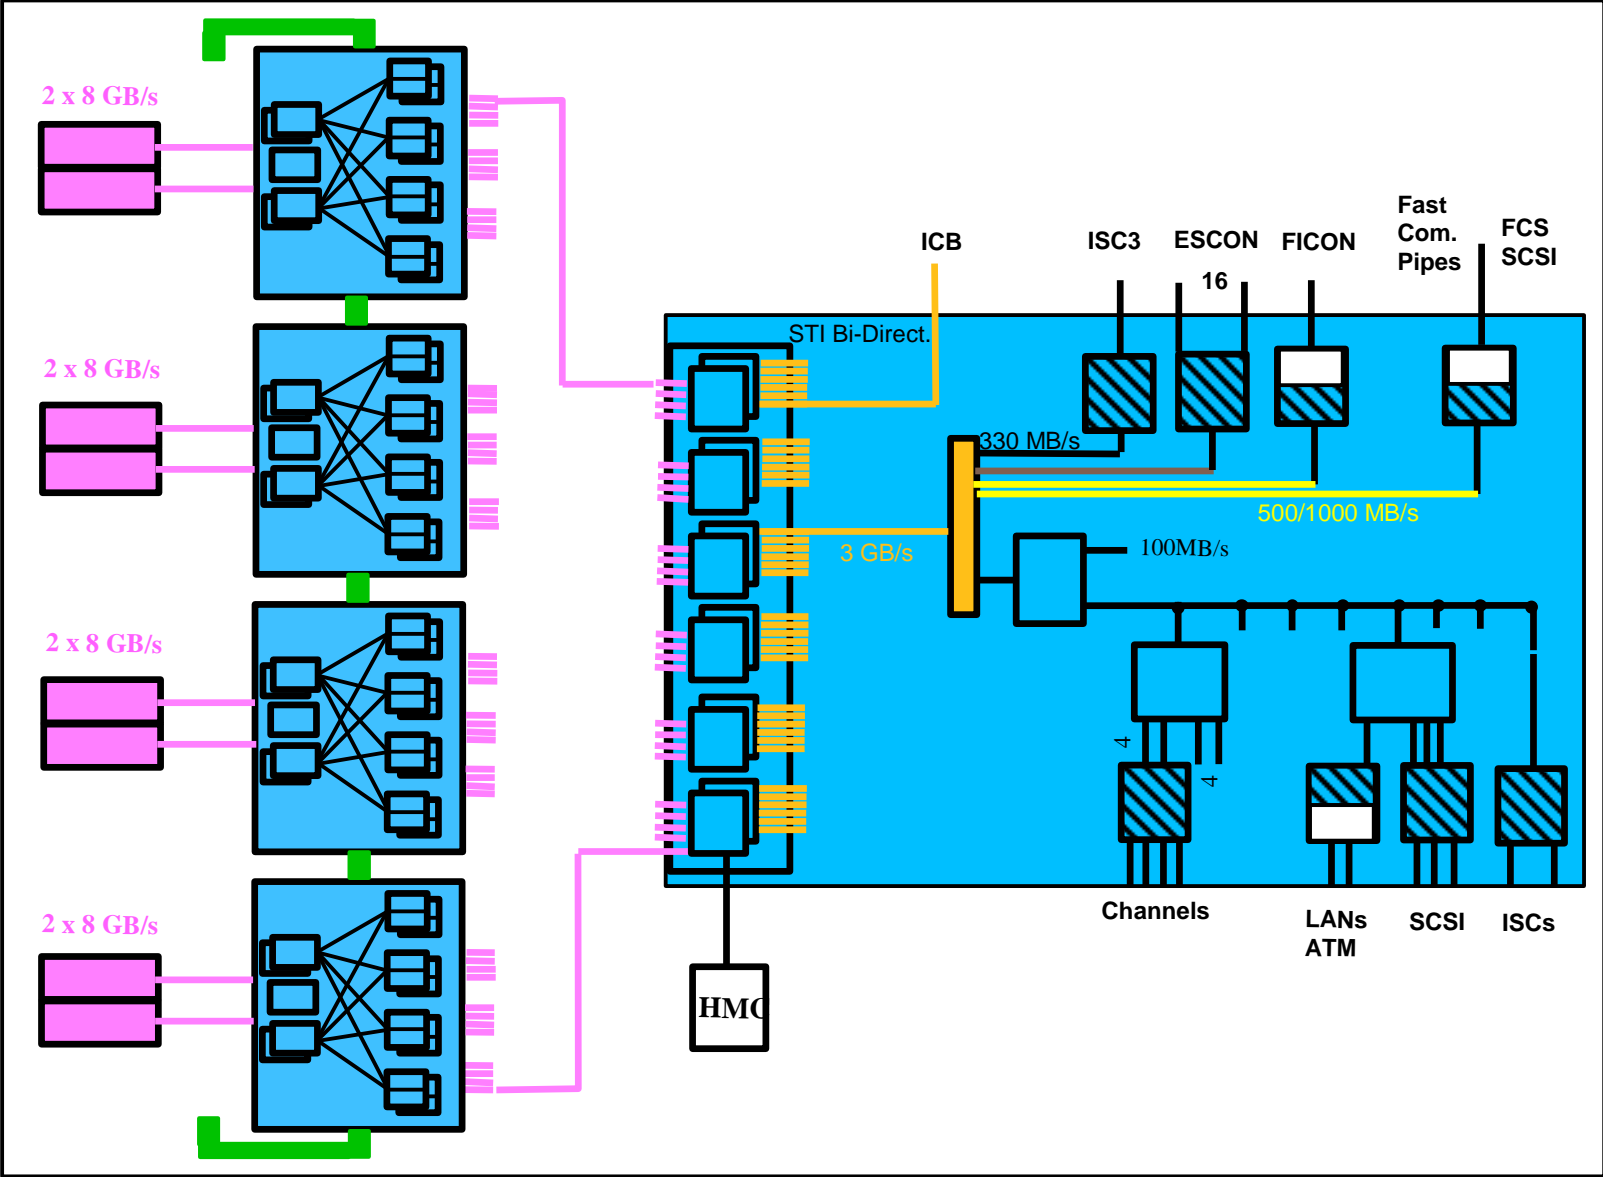 2 x 8 GB/s
2 x 8 GB/s
2 x 8 GB/s
2 x 8 GB/s
ICB
ISC3
ESCON
16
FICON
Fast
Com.
Pipes
FCS
SCSI
STI Bi-Direct.
330 MB/s
500/1000 MB/s
3 GB/s
100MB/s
4
4
Channels
LANs
ATM
SCSI
ISCs
HMC